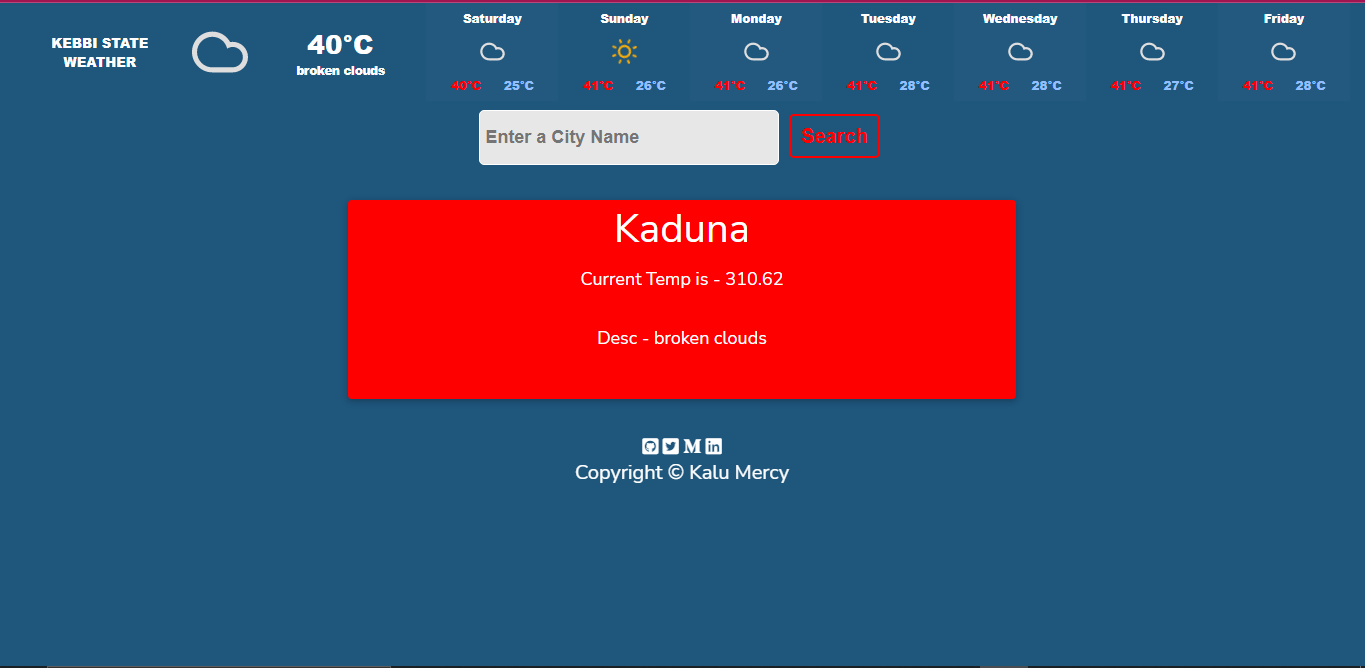 KEBBI STATE
WEATHER
40°C
broken clouds
Saturday
40°C 25°C
Sunday
41°C 26°C
Monday
41°C 26°C
Tuesday
41°C 28°C
Wednesday
41°C 28°C
Thursday
41°C 27°C
Friday
41°C 28°C
Enter a City Name
Search
Kaduna
Current Temp is - 310.62
Desc - broken clouds
Copyright © Kalu Mercy